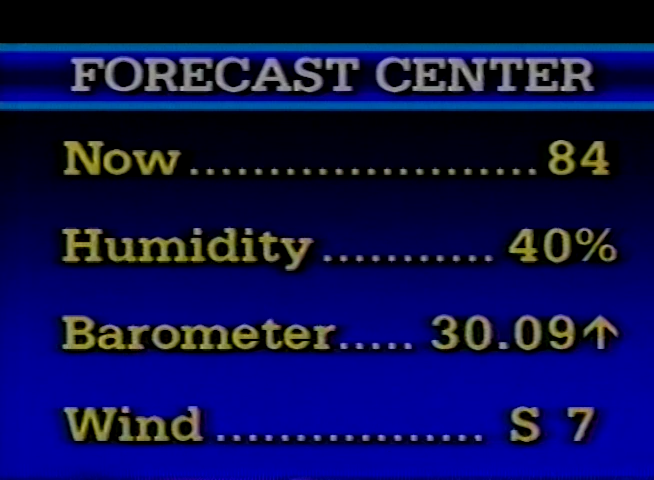 FORECAST CENTER
Now......................84
Humidity........... 40%
Barometer..... 30.09↑
Wind ................. S 7